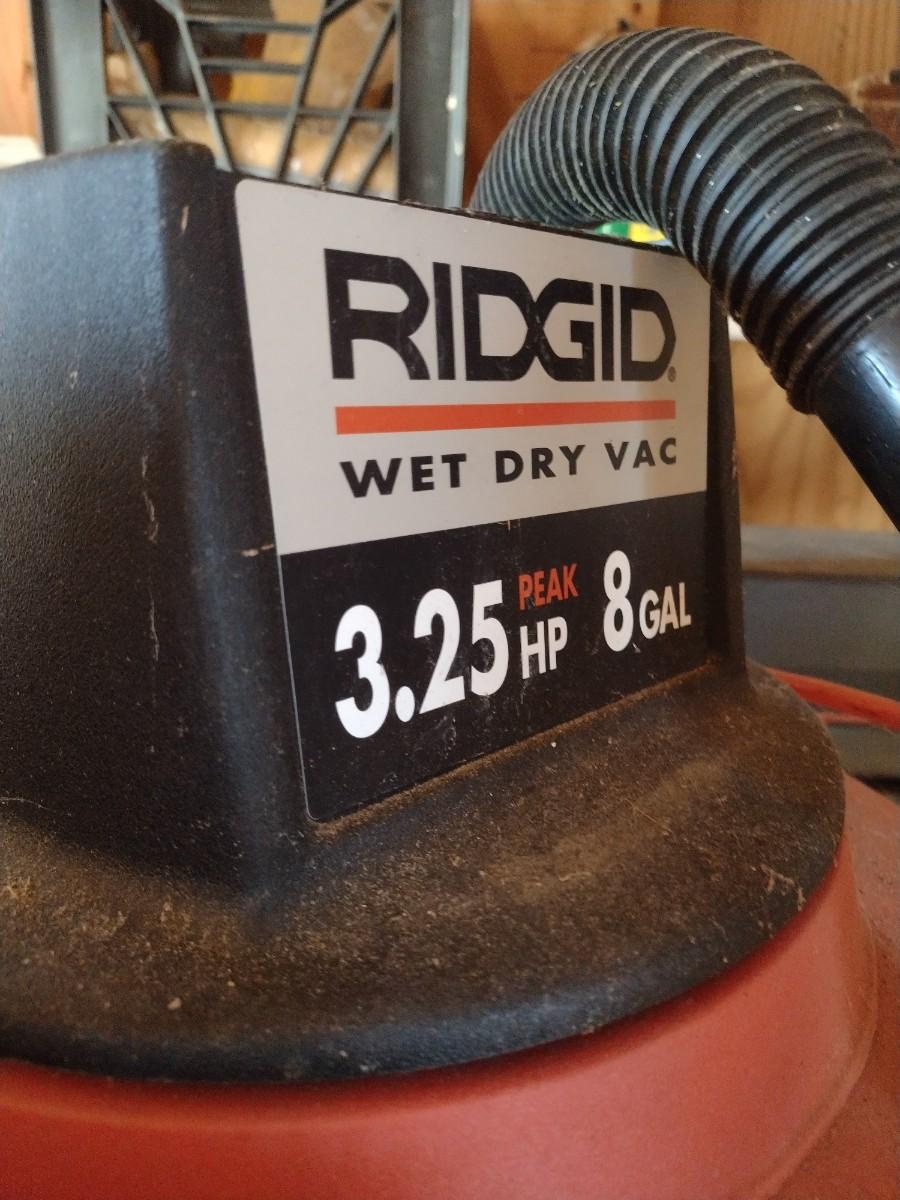 RIDGID®
WET DRY VAC
3.25 PEAK HP 8 GAL